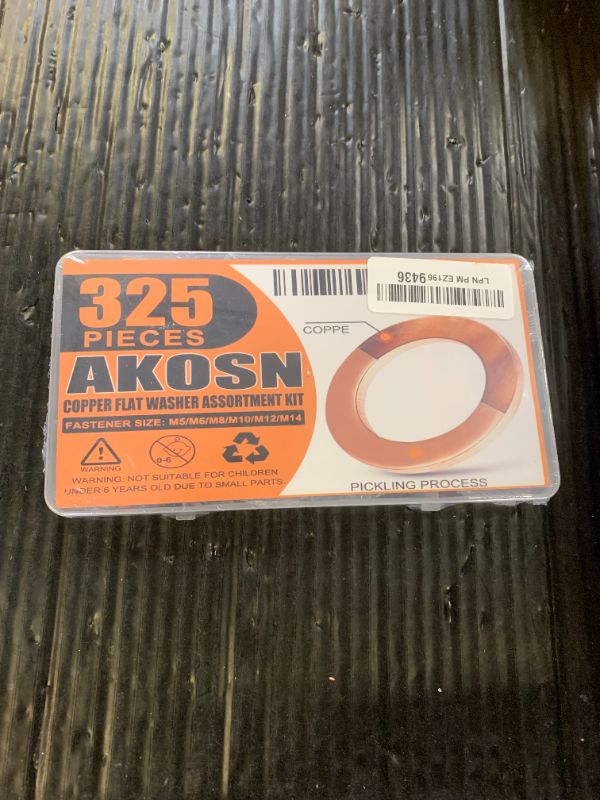 325
PIECES
AKOSN
COPPER FLAT WASHER ASSORTMENT KIT
FASTENER SIZE: M5/M6/M8/M10/M12/M14
0-6
WARNING
WARNING: NOT SUITABLE FOR CHILDREN
UNDER 6 YEARS OLD DUE TO SMALL PARTS.
LPN PM EZ196 9436
COPPE
PICKLING PROCESS